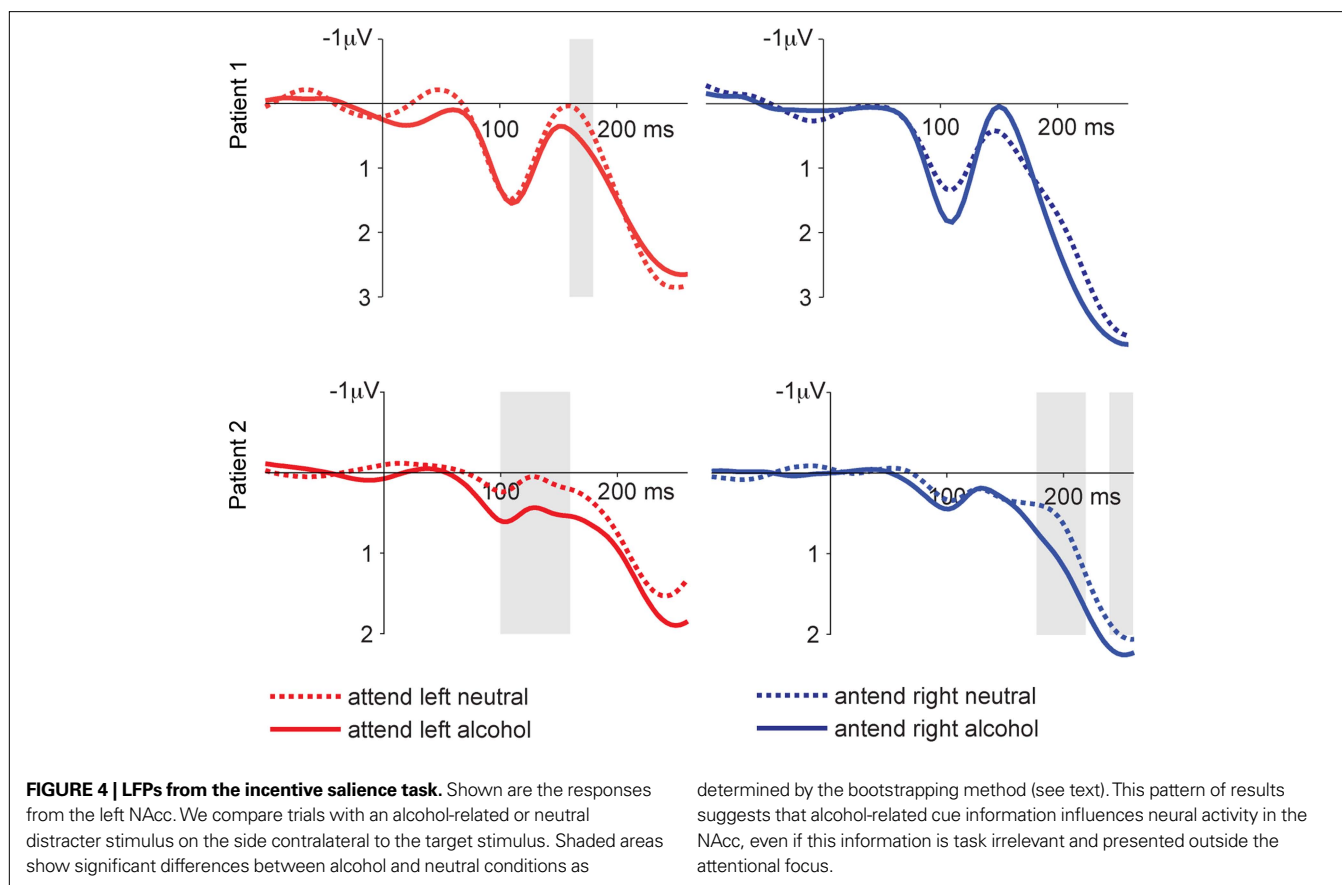 Patient 1
-1µV
100
200 ms
1
2
3
100
200 ms
Patient 2
-1µV
100
200 ms
1
2
-1µV
100
200 ms
1
2
3
-1µV
100
200 ms
1
2
attend left neutral
attend left alcohol
antend right neutral
antend right alcohol
FIGURE 4 | LFPs from the incentive salience task. Shown are the responses
from the left NAcc. We compare trials with an alcohol-related or neutral
distracter stimulus on the side contralateral to the target stimulus. Shaded areas
show significant differences between alcohol and neutral conditions as
determined by the bootstrapping method (see text). This pattern of results
suggests that alcohol-related cue information influences neural activity in the
NAcc, even if this information is task irrelevant and presented outside the
attentional focus.